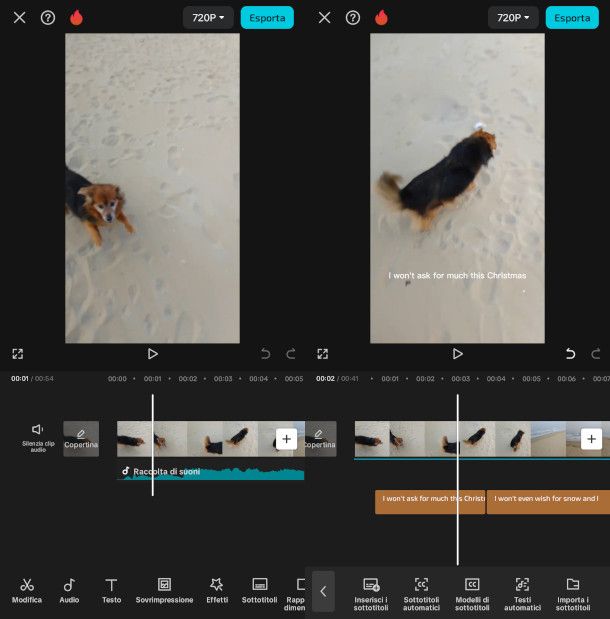 720P
Esporta
00:01 / 00:54
00:00
00:01
00:02
00:03
00:04
00:05
Silenzia clip
audio
Copertina
Raccolta di suoni
Modifica
Audio
Testo
Sovrimpressione
Effetti
Sottotitoli
Rapp
dimen
720P
Esporta
I won't ask for much this Christmas
00:02 / 00:41
00:01
00:02
00:03
00:04
00:05
00:06
00:07
Copertina
I won't ask for much this Christ
I won't even wish for snow and I
Inserisci i
sottotitoli
Sottotitoli
automatici
Modelli di
sottotitoli
Testi
automatici
Importa i
sottotitoli